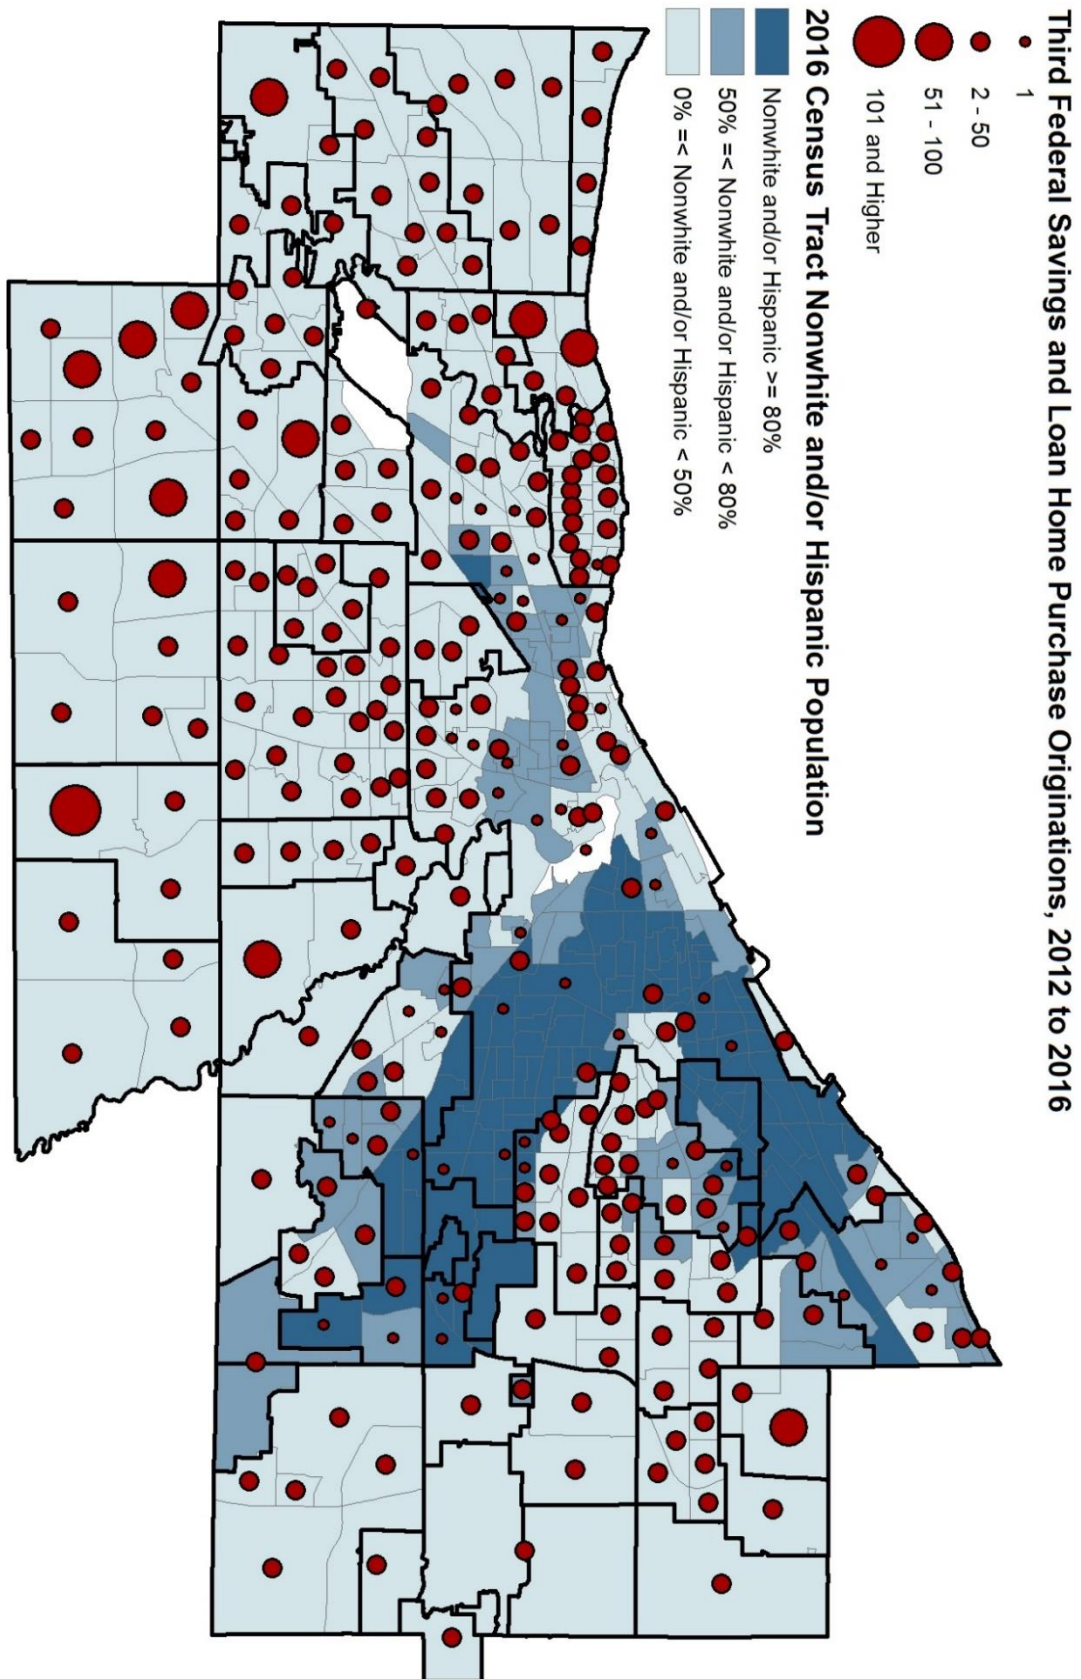 Third Federal Savings and Loan Home Purchase Originations, 2012 to 2016
1
2 - 50
51 - 100
101 and Higher
2016 Census Tract Nonwhite and/or Hispanic Population
Nonwhite and/or Hispanic >= 80%
50% =< Nonwhite and/or Hispanic < 80%
0% =< Nonwhite and/or Hispanic < 50%